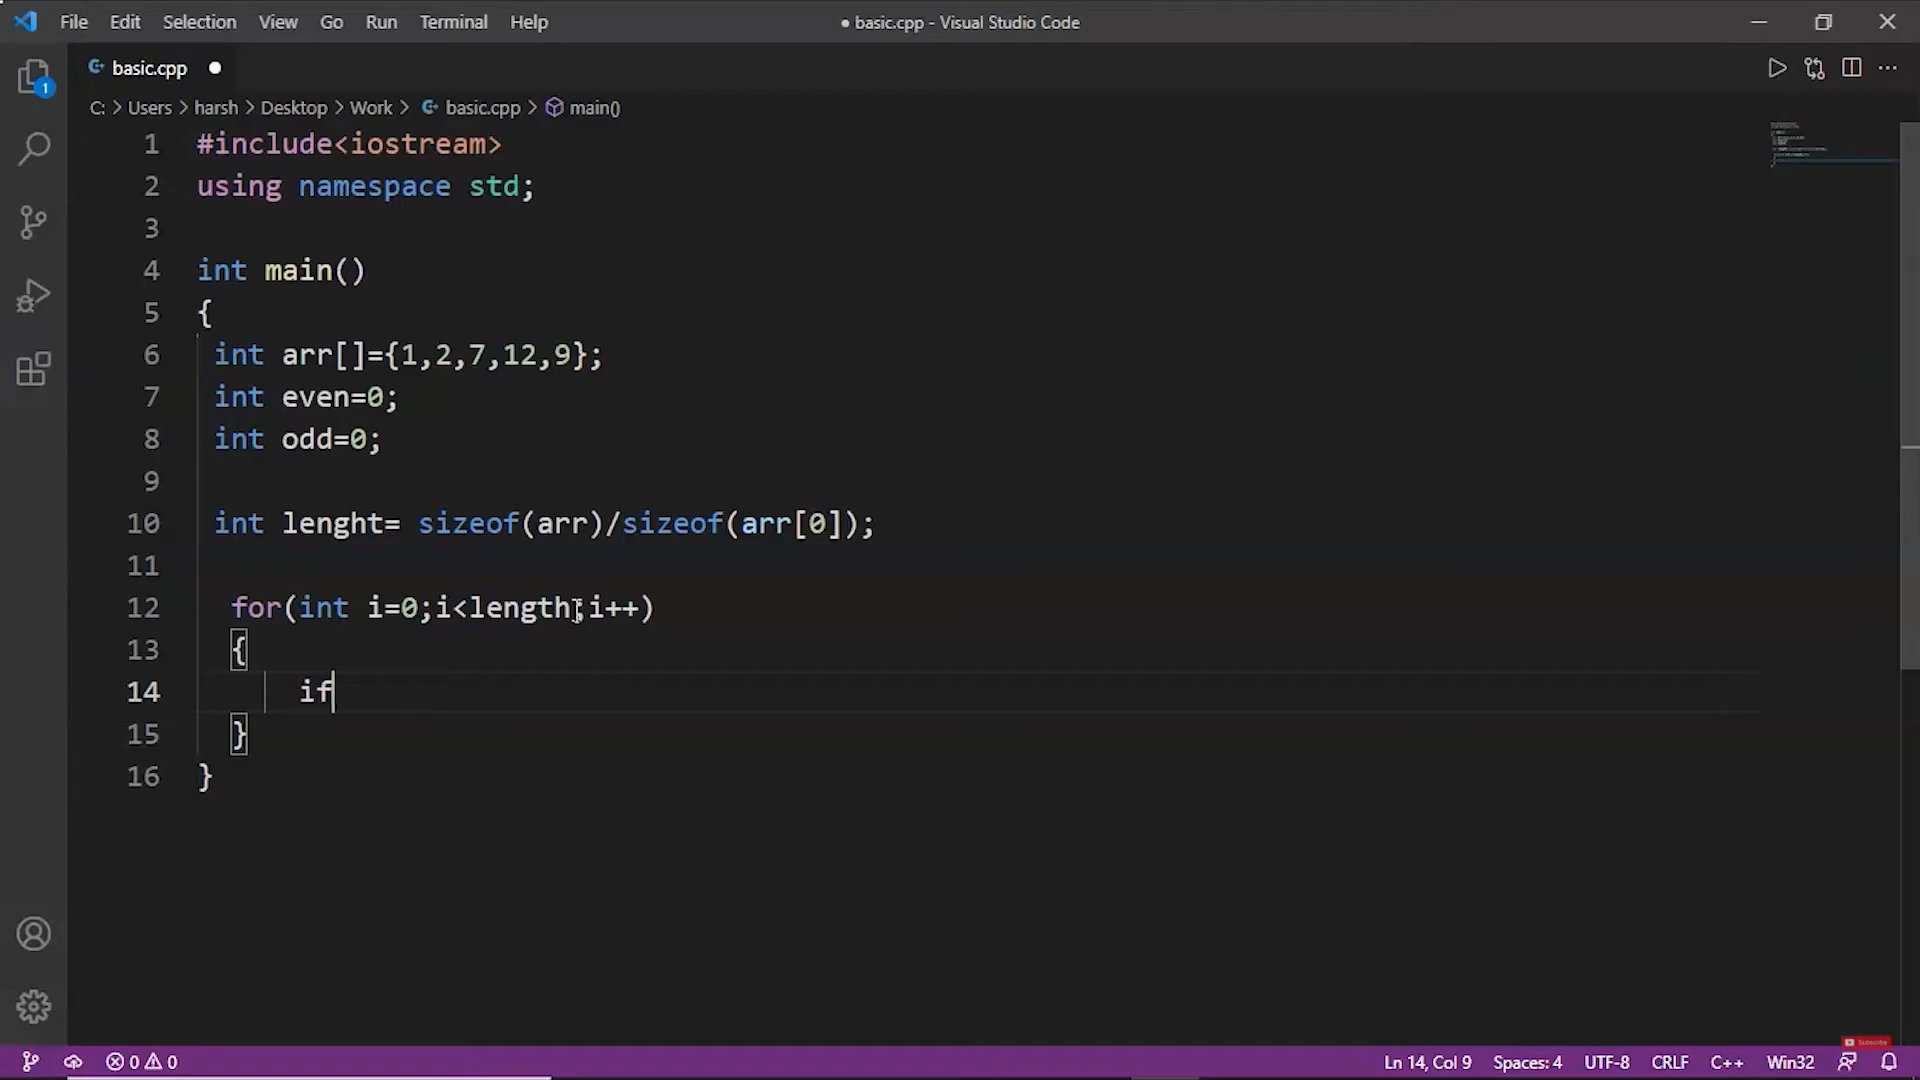 File Edit Selection View Go Run Terminal Help
● basic.cpp - Visual Studio Code
basic.cpp ●
C: > Users > harsh > Desktop > Work > basic.cpp > main()
1 #include<iostream>
2 using namespace std;
3
4 int main()
5 {
6 int arr[]={1,2,7,12,9};
7 int even=0;
8 int odd=0;
9
10 int lenght= sizeof(arr)/sizeof(arr[0]);
11
12 for(int i=0;i<length;i++)
13 {
14 if
15 }
16 }
1
0 0
Ln 14, Col 9 Spaces: 4 UTF-8 CRLF C++ Win32
Subscribe